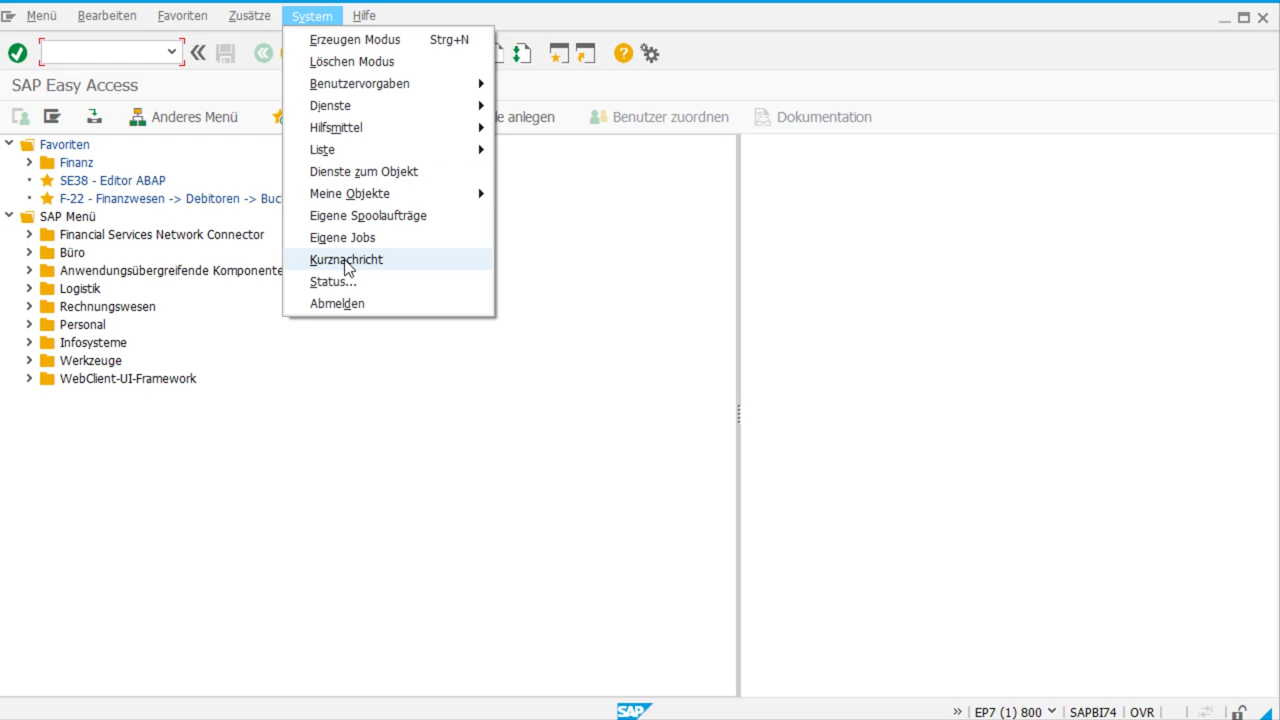 Menü Bearbeiten Favoriten Zusätze System Hilfe
Erzeugen Modus Strg+N
Löschen Modus
Benutzervorgaben
Dienste
Hilfsmittel
Liste
Dienste zum Objekt
Meine Objekte
Eigene Spoolaufträge
Eigene Jobs
Kurznachricht
Status...
Abmelden
SAP Easy Access
Anderes Menü anlegen Benutzer zuordnen Dokumentation
Favoriten
Finanz
SE38 - Editor ABAP
F-22 - Finanzwesen -> Debitoren -> Buc
SAP Menü
Financial Services Network Connector
Büro
Anwendungsübergreifende Komponente
Logistik
Rechnungswesen
Personal
Infosysteme
Werkzeuge
WebClient-UI-Framework
SAP
EP7 (1) 800 SAPBI74 OVR